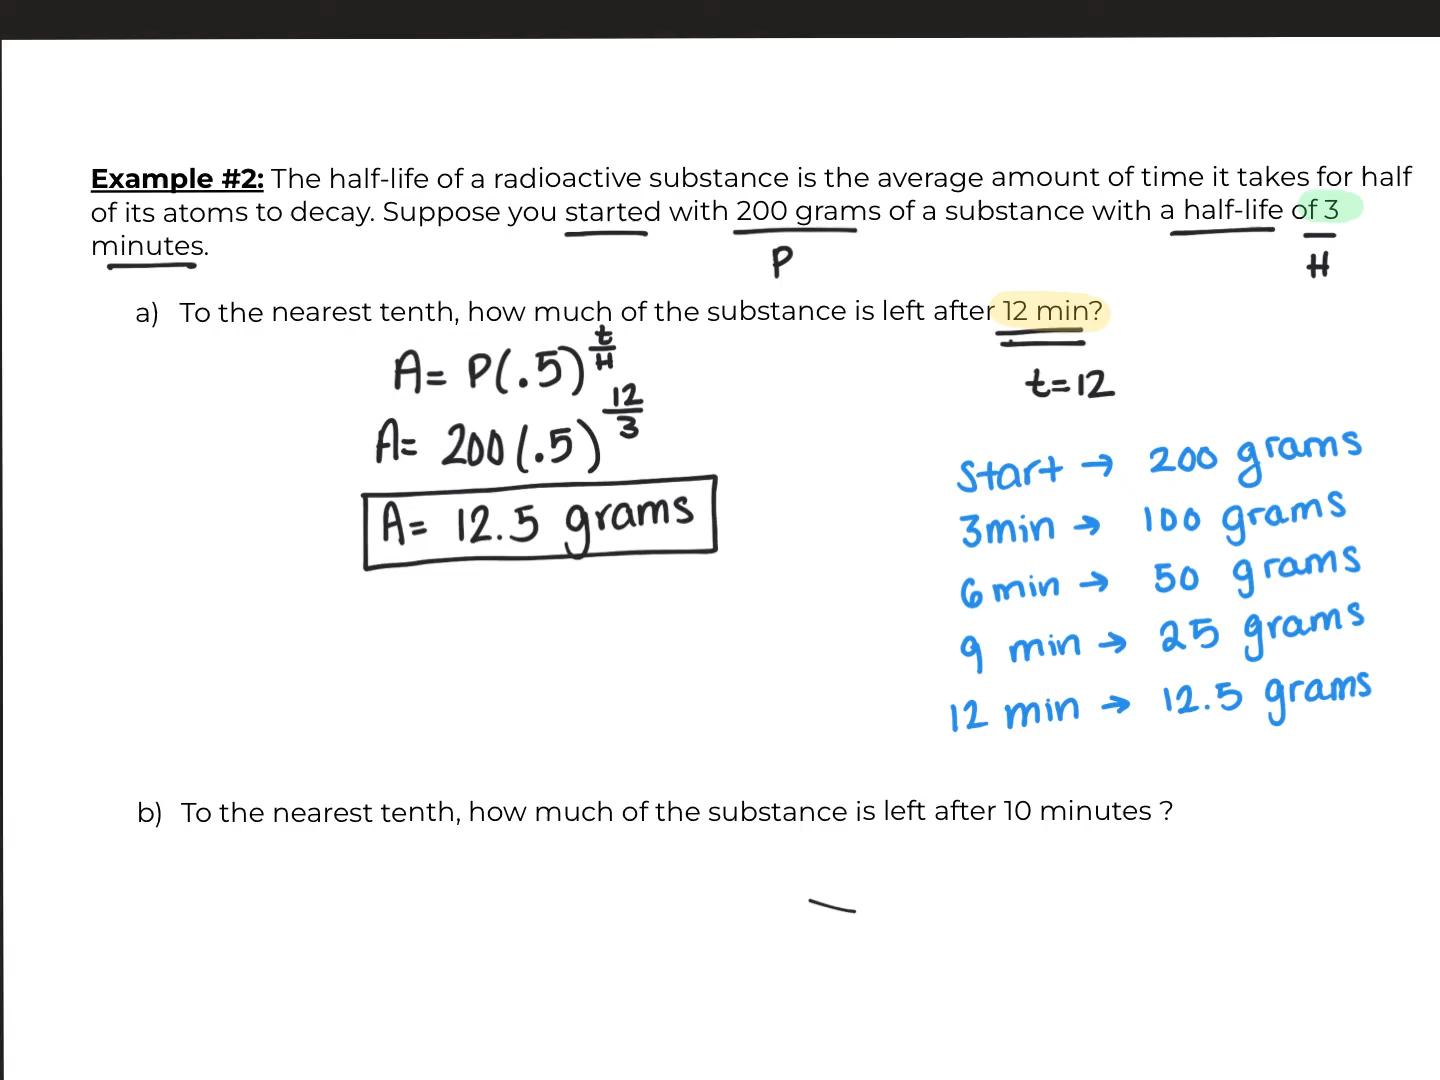 Example #2: The half-life of a radioactive substance is the average amount of time it takes for half
of its atoms to decay. Suppose you started with 200 grams of a substance with a half-life of 3
minutes.
P
H
a) To the nearest tenth, how much of the substance is left after 12 min?
A= P(.5)^(t/H)
t=12
A= 200(.5)^(12/3)
A= 12.5 grams
Start → 200 grams
3min → 100 grams
6 min → 50 grams
9 min → 25 grams
12 min → 12.5 grams
b) To the nearest tenth, how much of the substance is left after 10 minutes ?